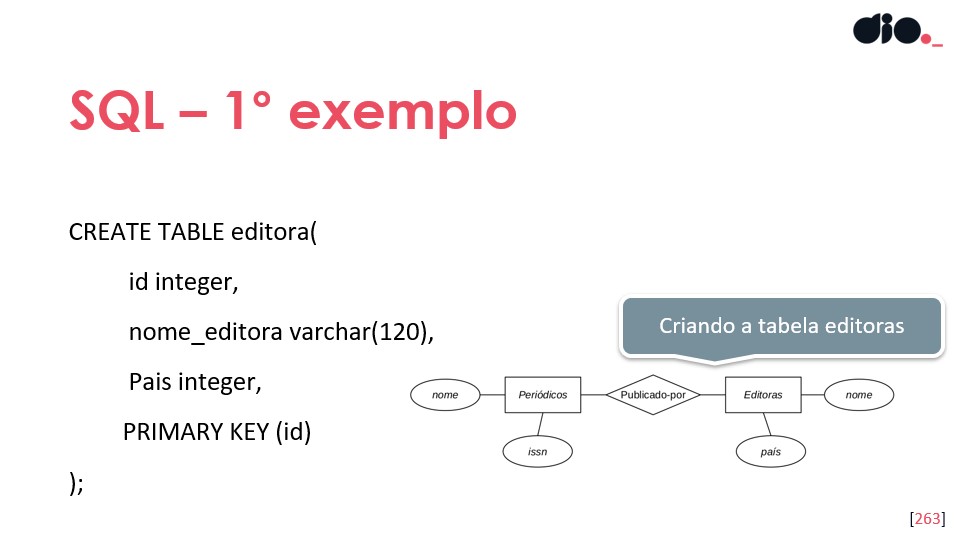 dio._
SQL – 1° exemplo
CREATE TABLE editora(
id integer,
nome_editora varchar(120),
Pais integer,
PRIMARY KEY (id)
);
Criando a tabela editoras
nome
Periódicos
Publicado-por
Editoras
nome
issn
país
[263]